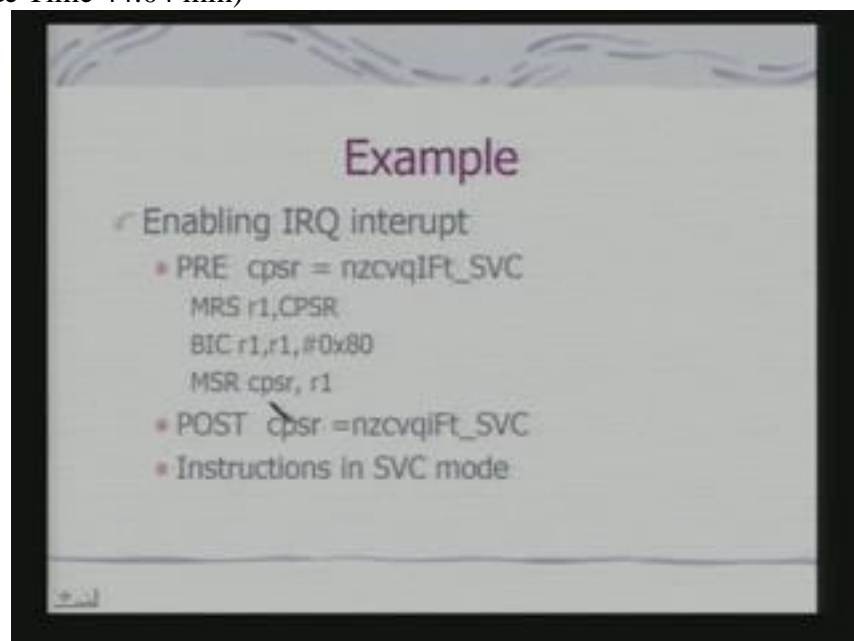 Example
Enabling IRQ interupt
PRE cpsr = nzcvqIFt_SVC
MRS r1,CPSR
BIC r1,r1,#0x80
MSR cpsr, r1
POST cpsr =nzcvqiFt_SVC
Instructions in SVC mode